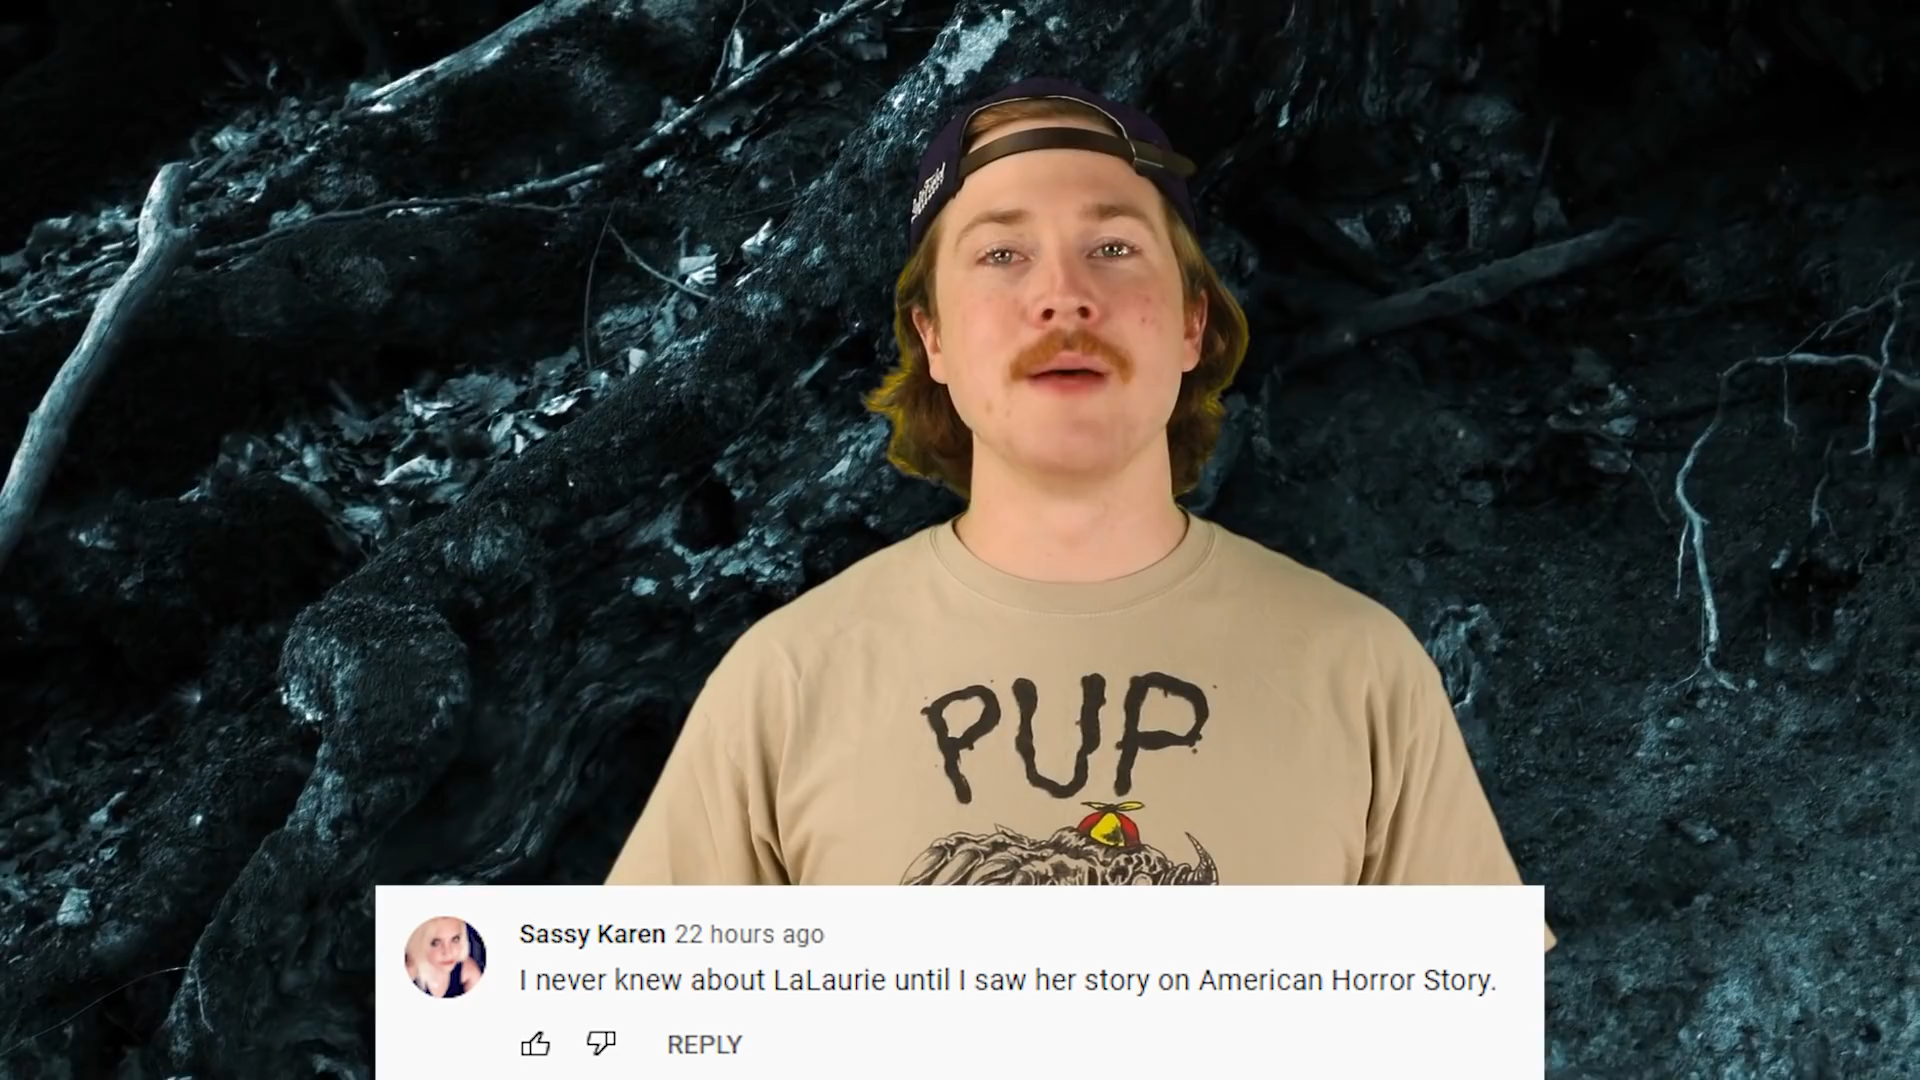 PUP
Sassy Karen 22 hours ago
I never knew about LaLaurie until I saw her story on American Horror Story.
REPLY